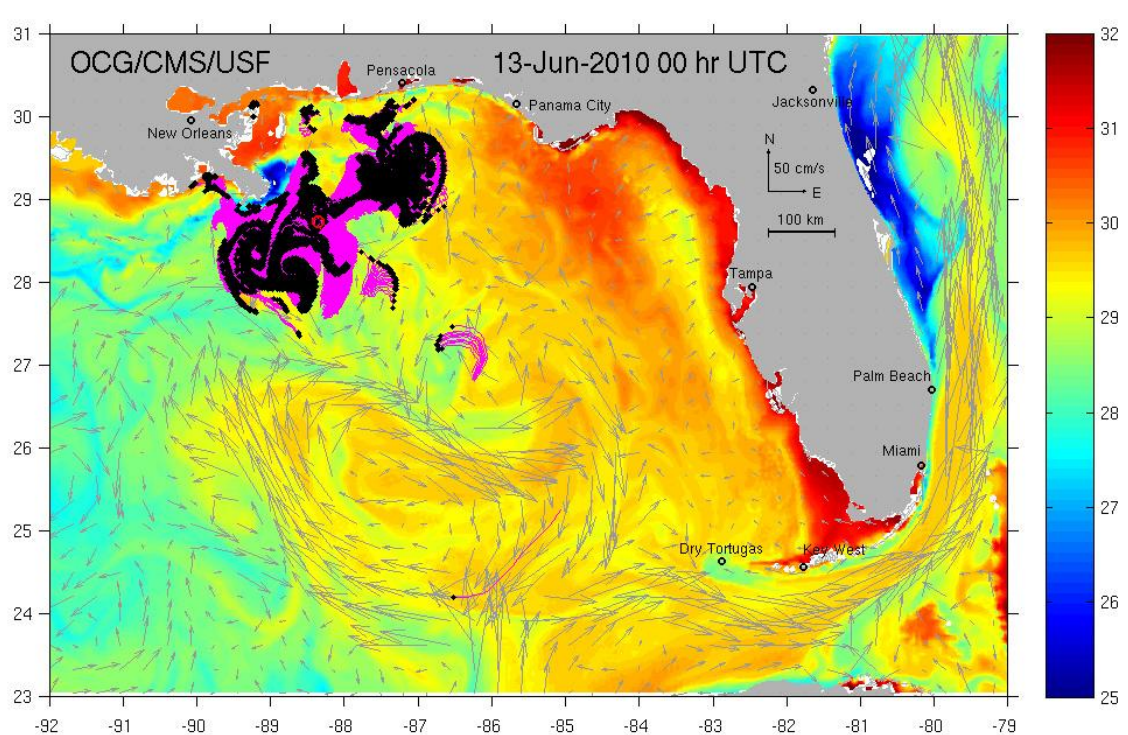 OCG/CMS/USF
13-Jun-2010 00 hr UTC
Pensacola
Panama City
Jacksonville
New Orleans
N
50 cm/s
E
100 km
Tampa
Palm Beach
Miami
Dry Tortugas
Key West
31
30
29
28
27
26
25
24
23
-92 -91 -90 -89 -88 -87 -86 -85 -84 -83 -82 -81 -80 -79
32
31
30
29
28
27
26
25